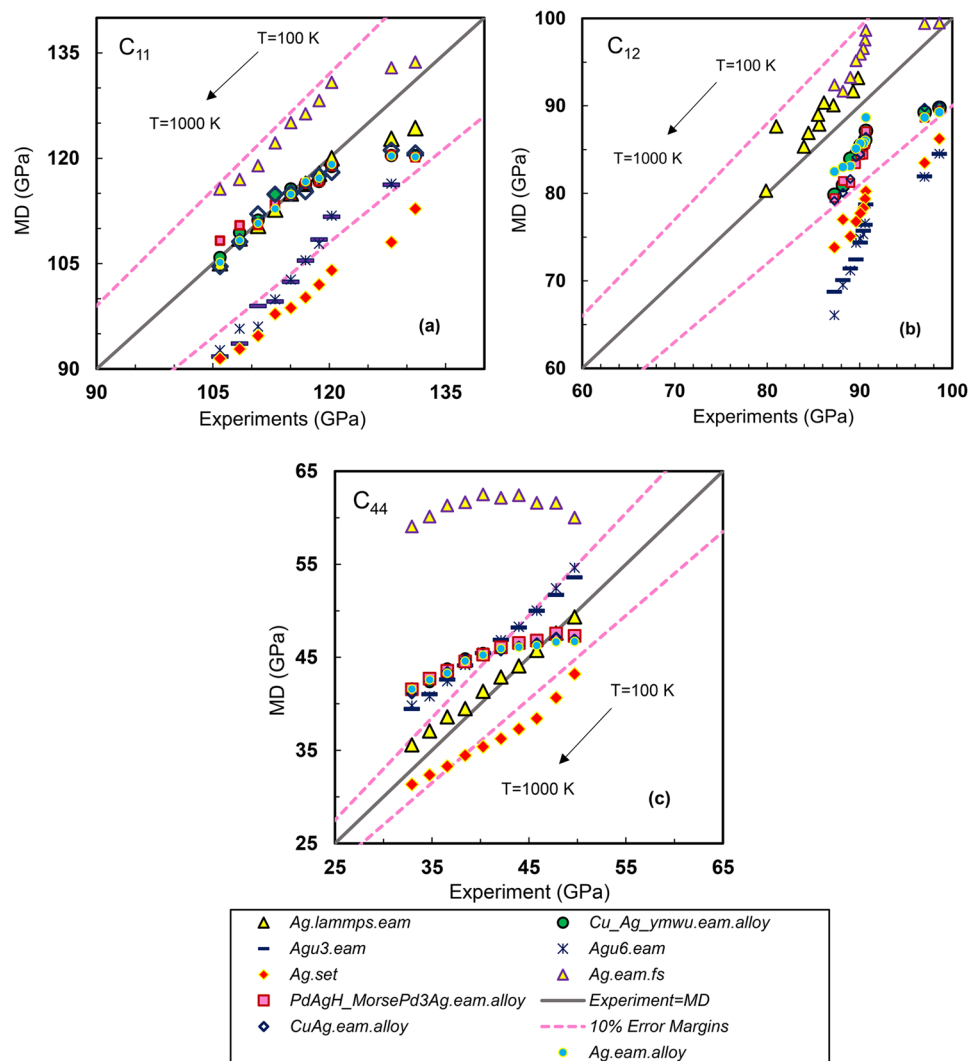 C11
T=100 K
T=1000 K
135
120
105
90
MD (GPa)
(a)
90
105
120
135
Experiments (GPa)
C12
T=100 K
T=1000 K
100
90
80
70
60
MD (GPa)
(b)
60
70
80
90
100
Experiments (GPa)
C44
65
55
45
35
25
MD (GPa)
T=100 K
T=1000 K
(c)
25
35
45
55
65
Experiment (GPa)
Ag.lammps.eam
Cu_Ag_ymwu.eam.alloy
Agu3.eam
Agu6.eam
Ag.set
Ag.eam.fs
PdAgH_MorsePd3Ag.eam.alloy
Experiment=MD
CuAg.eam.alloy
10% Error Margins
Ag.eam.alloy